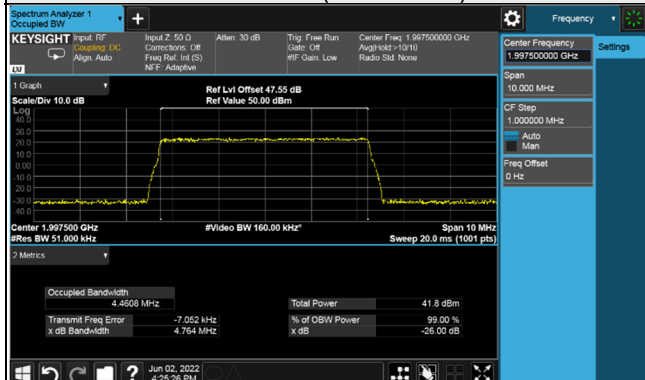 Spectrum Analyzer 1
Occupied BW
+
Frequency
KEYSIGHT
Input: RF
Coupling: DC
Align: Auto
Input Z: 50 Ω
Corrections: Off
Freq Ref: Int (S)
NFE: Adaptive
Atten: 30 dB
Trig: Free Run
Gate: Off
#IF Gain: Low
Center Freq: 1.997500000 GHz
Avg|Hold:>10/10
Radio Std: None
LXI
Center Frequency
1.997500000 GHz
Settings
Span
10.000 MHz
CF Step
1.000000 MHz
Auto
Man
Freq Offset
0 Hz
1 Graph
Scale/Div 10.0 dB
Ref Lvl Offset 47.55 dB
Ref Value 50.00 dBm
Log
40.0
30.0
20.0
10.0
0.00
-10.0
-20.0
-30.0
-40.0
Center 1.997500 GHz
#Res BW 51.000 kHz
#Video BW 160.00 kHz*
Span 10 MHz
Sweep 20.0 ms (1001 pts)
2 Metrics
Occupied Bandwidth
4.4608 MHz
Total Power 41.8 dBm
Transmit Freq Error -7.052 kHz
% of OBW Power 99.00 %
x dB Bandwidth 4.764 MHz
x dB -26.00 dB
?
Jun 02, 2022
4:25:26 PM